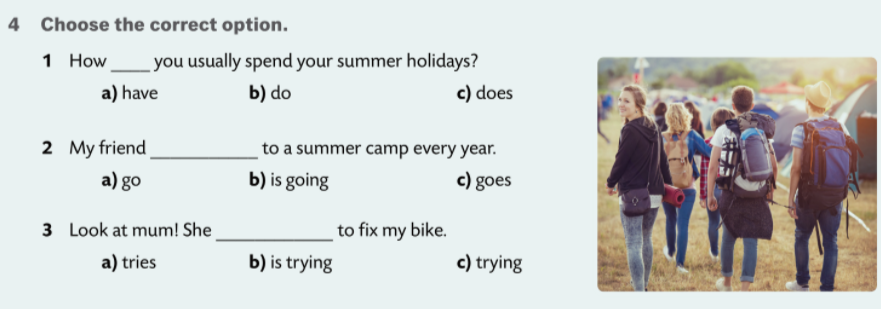 4 Choose the correct option.
1 How ____ you usually spend your summer holidays?
a) have b) do c) does
2 My friend ___________ to a summer camp every year.
a) go b) is going c) goes
3 Look at mum! She ____________ to fix my bike.
a) tries b) is trying c) trying